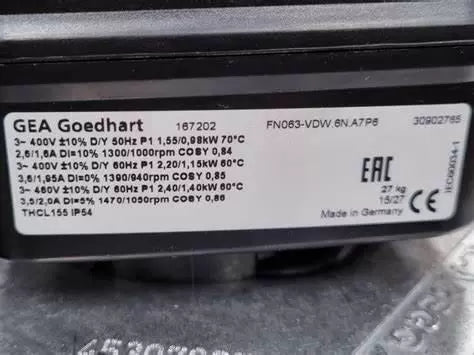 GEA Goedhart 167202 FN063-VDW.6N.A7P6 30902765
3~ 400V ±10% D/Y 50Hz P1 1,55/0,98kW 70°C
2,6/1,6A DI=10% 1300/1000rpm COSY 0,84
3~ 400V ±10% D/Y 60Hz P1 2,20/1,15kW 60°C
3,6/1,95A DI=0% 1390/940rpm COSY 0,85
3~ 460V ±10% D/Y 60Hz P1 2,40/1,40kW 60°C
3,5/2,0A DI=5% 1470/1050rpm COSY 0,86
THCL155 IP54
EAC
27 kg
15/27
Made in Germany
CE
IEC60034-1